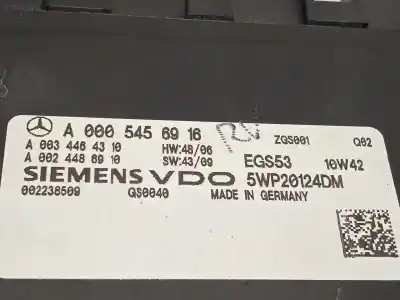 A 000 545 69 16
ZGS001 Q02
A 003 446 43 10 HW:48/06
A 002 448 69 10 SW:43/09 EGS53 10W42
SIEMENS VDO 5WP20124DM
002238509 GS0040 MADE IN GERMANY